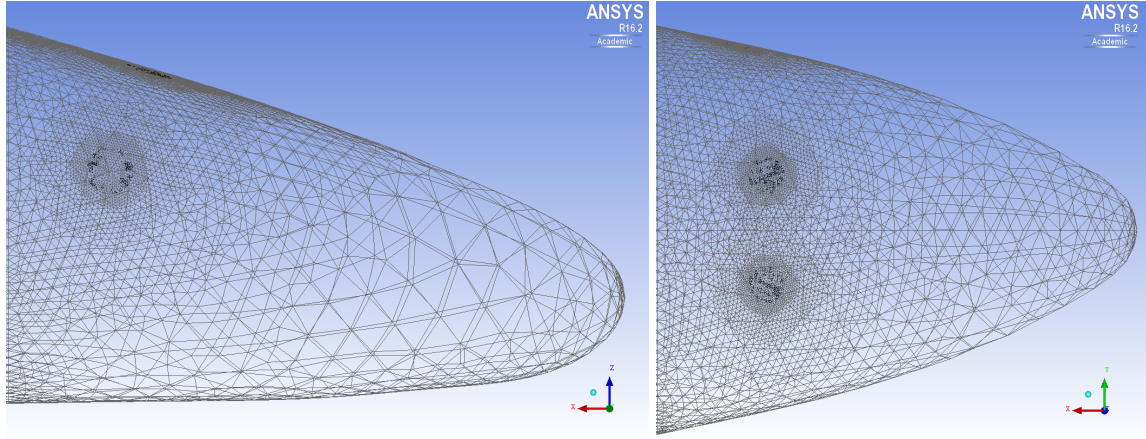 ANSYS
R16.2
Academic
Z
X
ANSYS
R16.2
Academic
Y
X